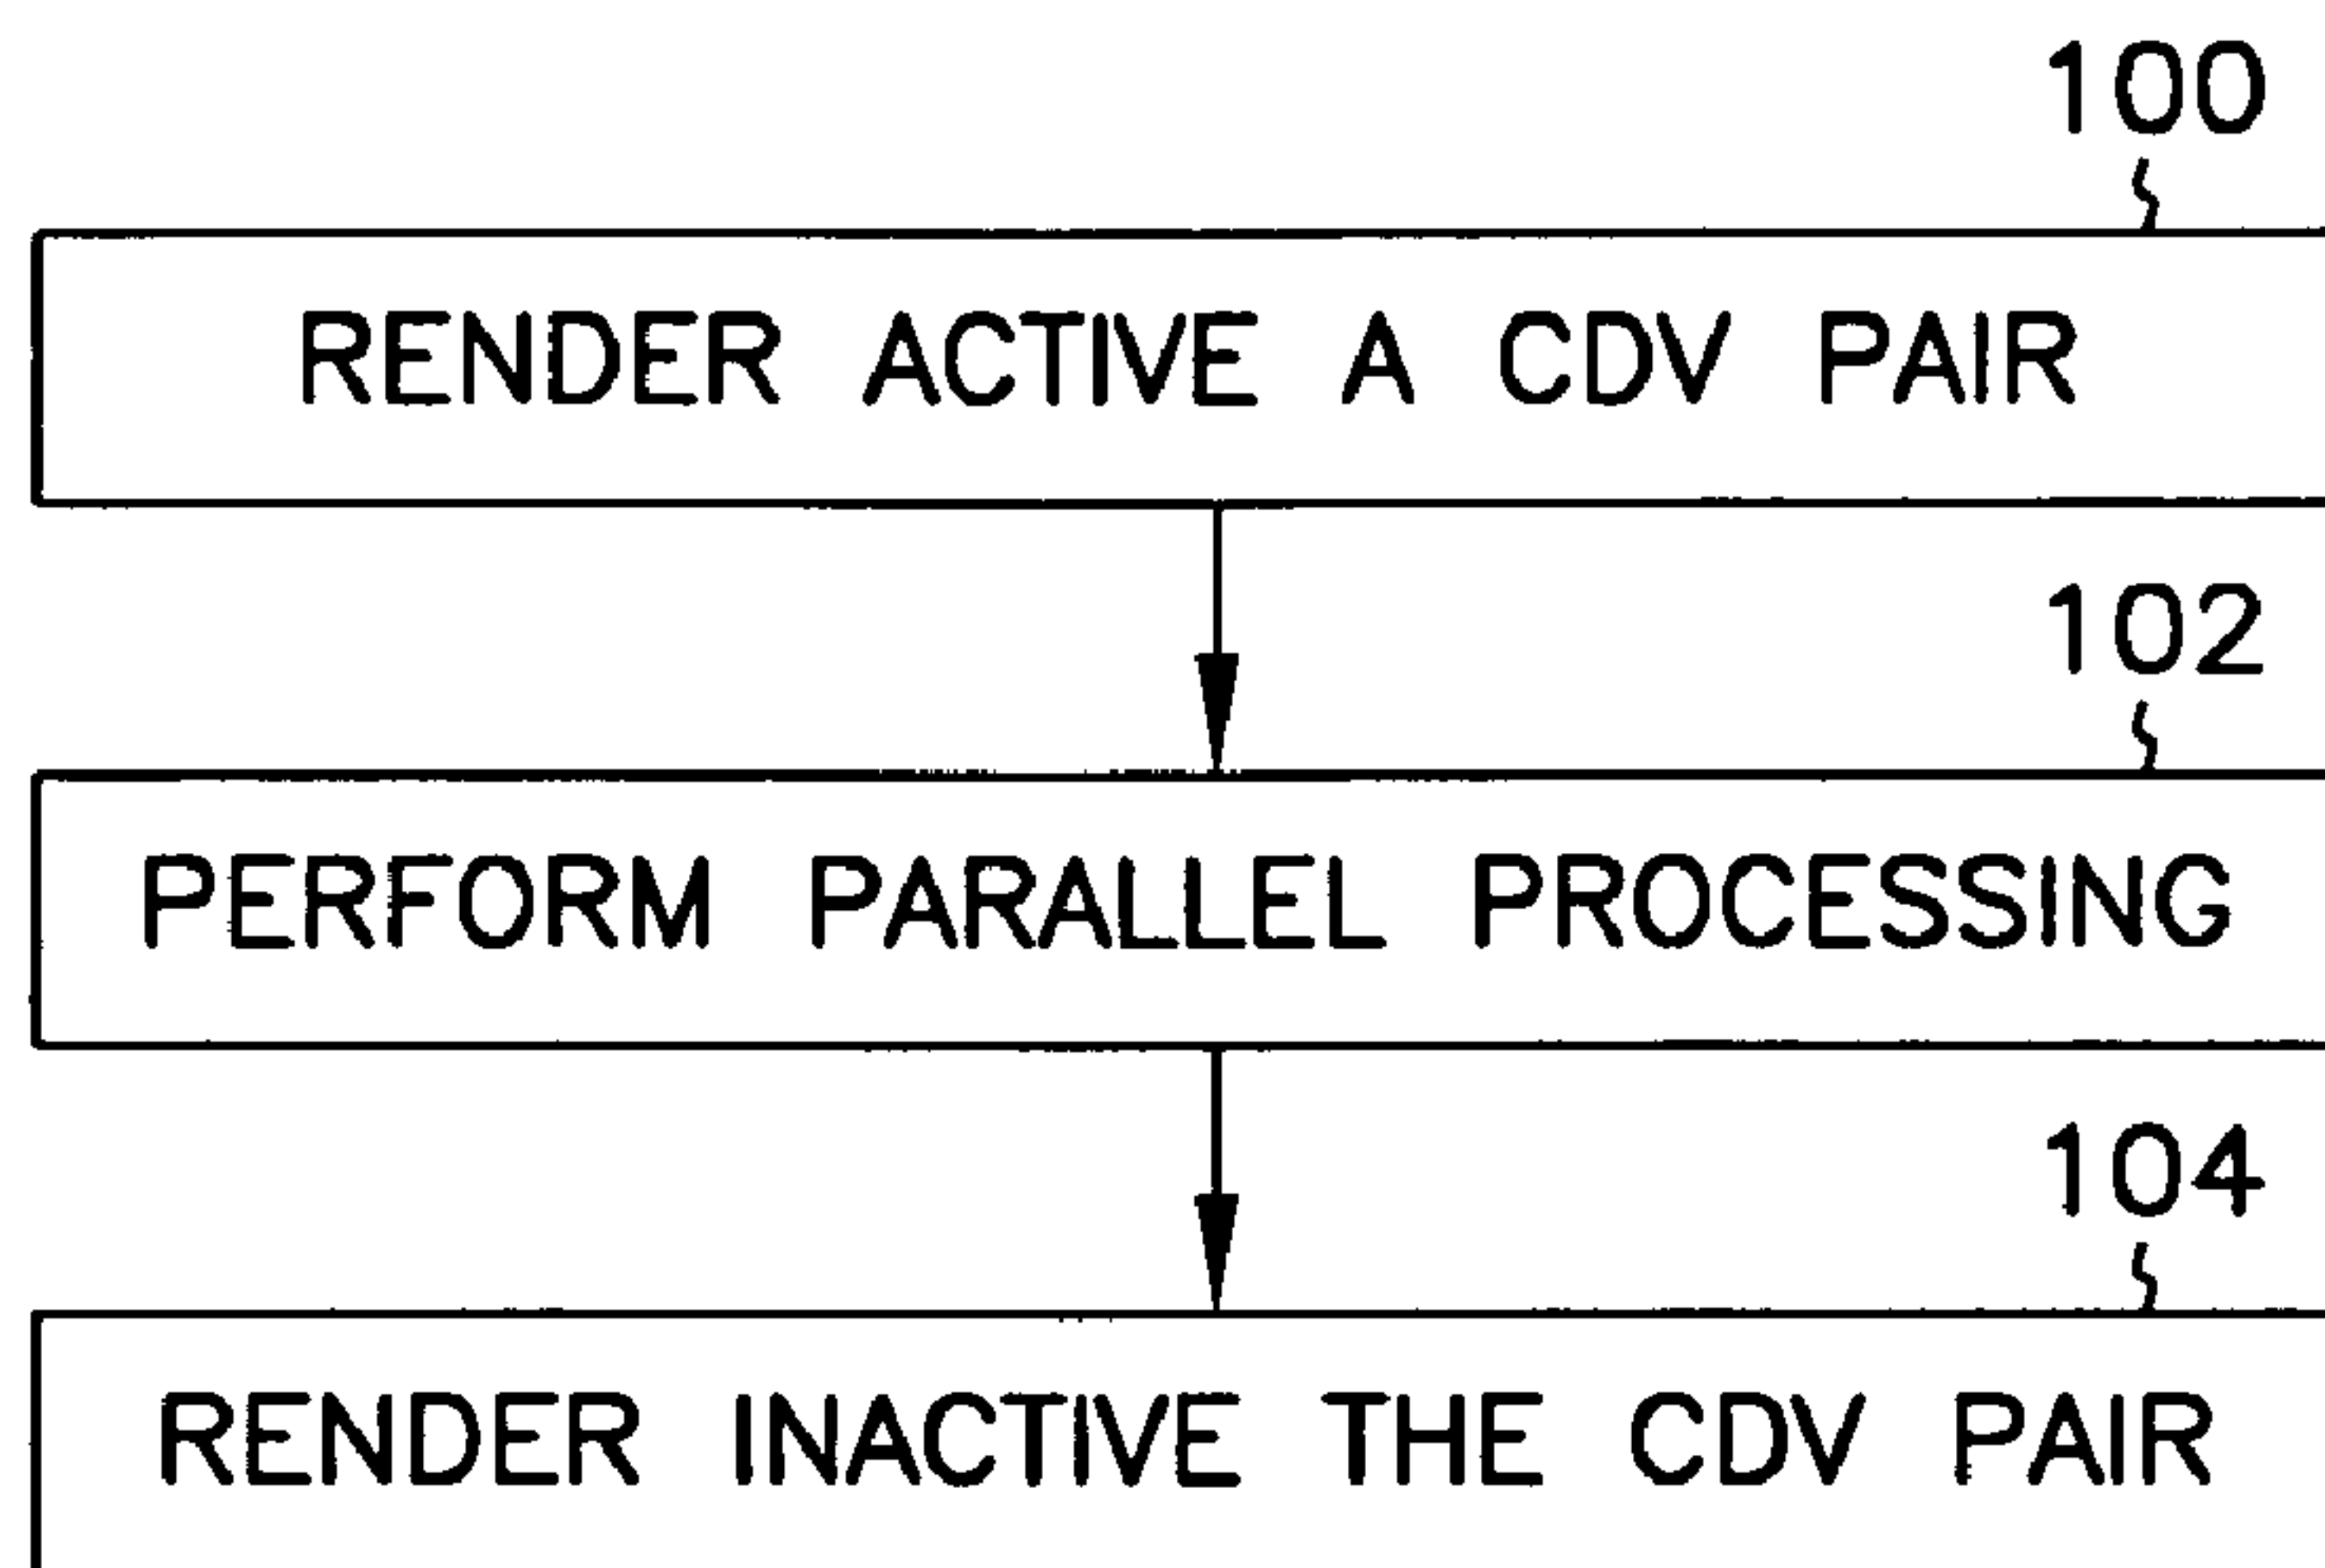 100
RENDER ACTIVE A CDV PAIR
102
PERFORM PARALLEL PROCESSING
104
RENDER INACTIVE THE CDV PAIR